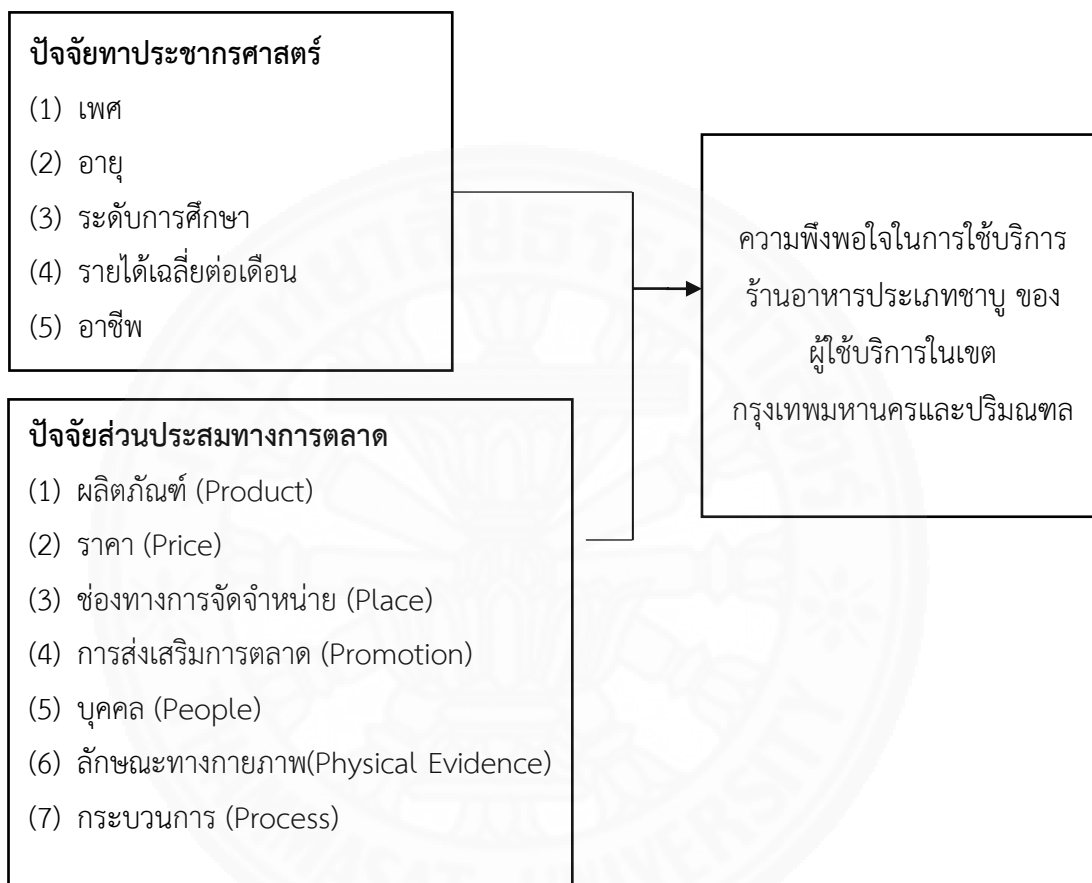 ปัจจัยทาประชากรศาสตร์
(1) เพศ
(2) อายุ
(3) ระดับการศึกษา
(4) รายได้เฉลี่ยต่อเดือน
(5) อาชีพ
ความพึงพอใจในการใช้บริการ
ร้านอาหารประเภทชาบู ของ
ผู้ใช้บริการในเขต
กรุงเทพมหานครและปริมณฑล
ปัจจัยส่วนประสมทางการตลาด
(1) ผลิตภัณฑ์ (Product)
(2) ราคา (Price)
(3) ช่องทางการจัดจำหน่าย (Place)
(4) การส่งเสริมการตลาด (Promotion)
(5) บุคคล (People)
(6) ลักษณะทางกายภาพ(Physical Evidence)
(7) กระบวนการ (Process)